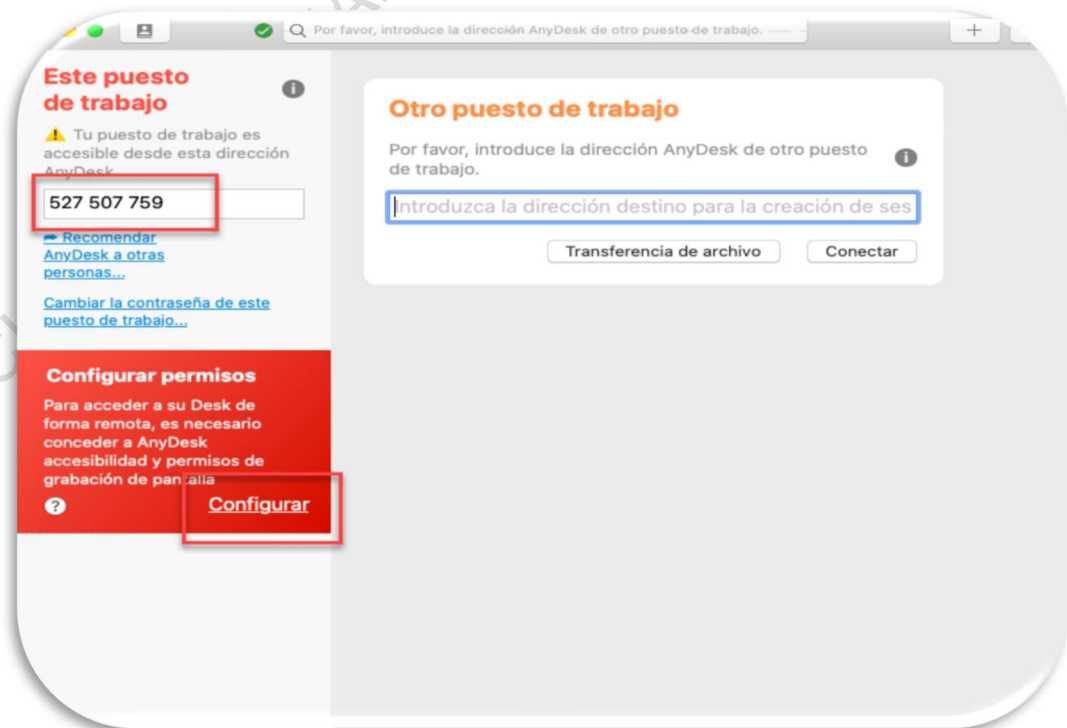 Por favor, introduce la dirección AnyDesk de otro puesto de trabajo.
Este puesto
de trabajo
Tu puesto de trabajo es
accesible desde esta dirección
AnyDesk
527 507 759
Recomendar
AnyDesk a otras
personas...
Cambiar la contraseña de este
puesto de trabajo...
Configurar permisos
Para acceder a su Desk de
forma remota, es necesario
conceder a AnyDesk
accesibilidad y permisos de
grabación de pantalla
Configurar
Otro puesto de trabajo
Por favor, introduce la dirección AnyDesk de otro puesto
de trabajo.
Introduzca la dirección destino para la creación de ses
Transferencia de archivo
Conectar